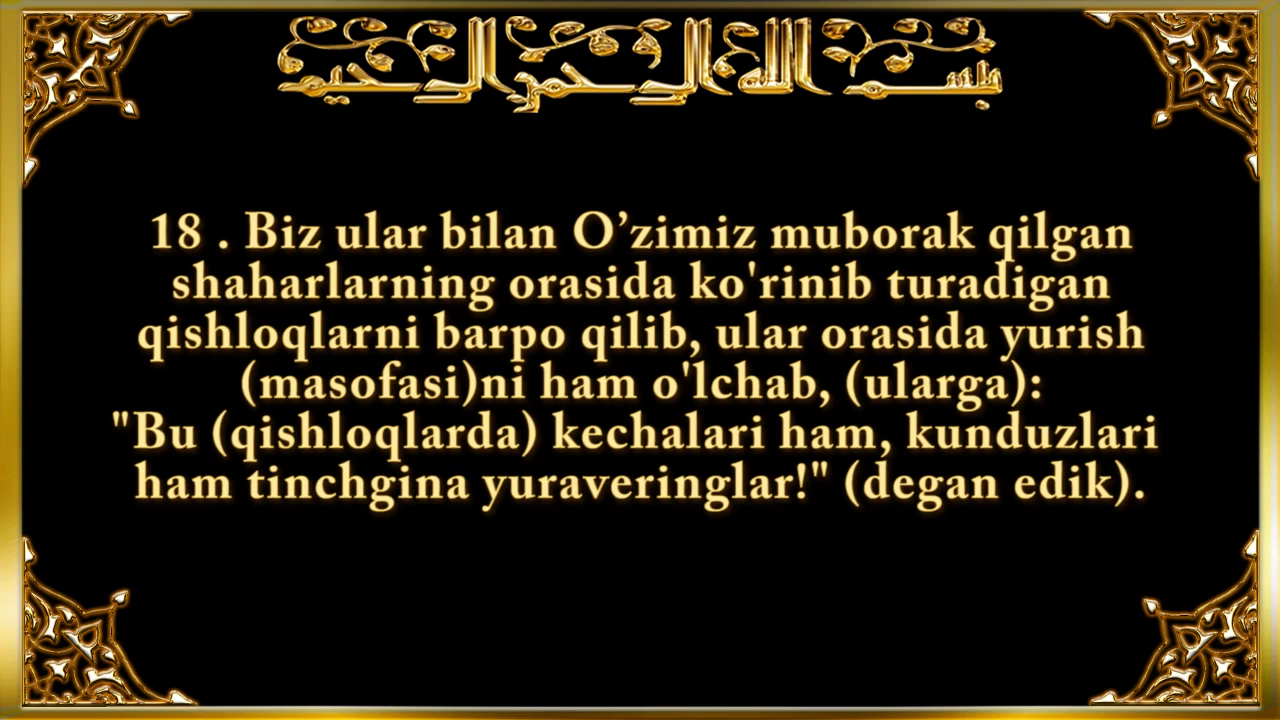 بسم الله الرحمن الرحيم
18 . Biz ular bilan O’zimiz muborak qilgan
shaharlarning orasida ko'rinib turadigan
qishloqlarni barpo qilib, ular orasida yurish
(masofasi)ni ham o'lchab, (ularga):
"Bu (qishloqlarda) kechalari ham, kunduzlari
ham tinchgina yuraveringlar!" (degan edik).